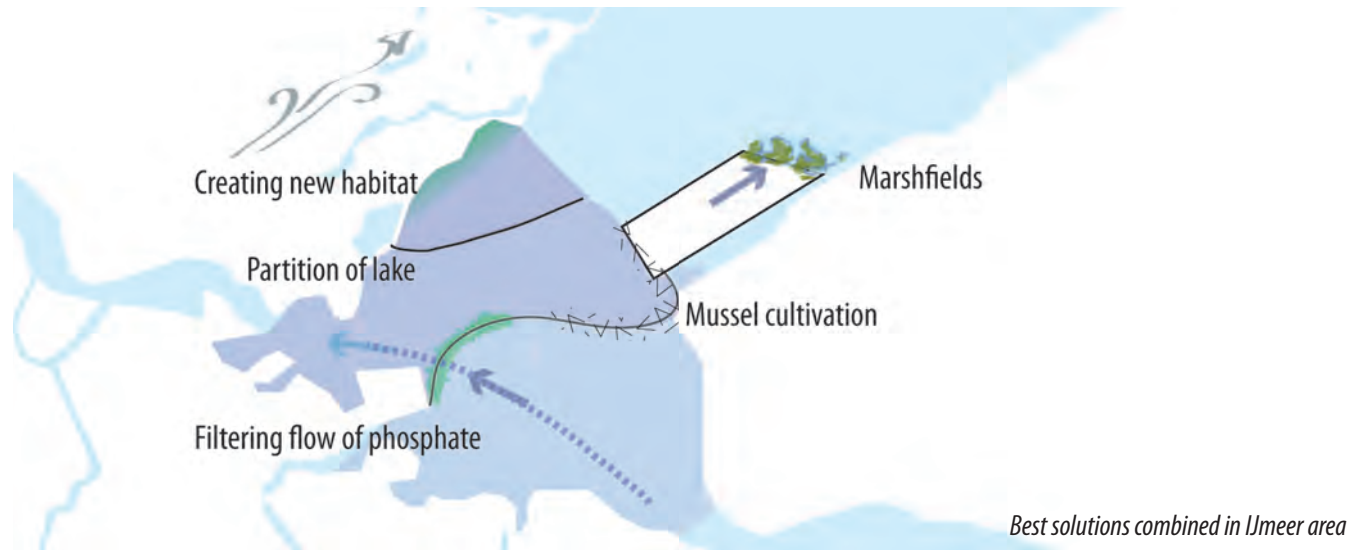 Creating new habitat
Marshfields
Partition of lake
Mussel cultivation
Filtering flow of phosphate
Best solutions combined in IJmeer area